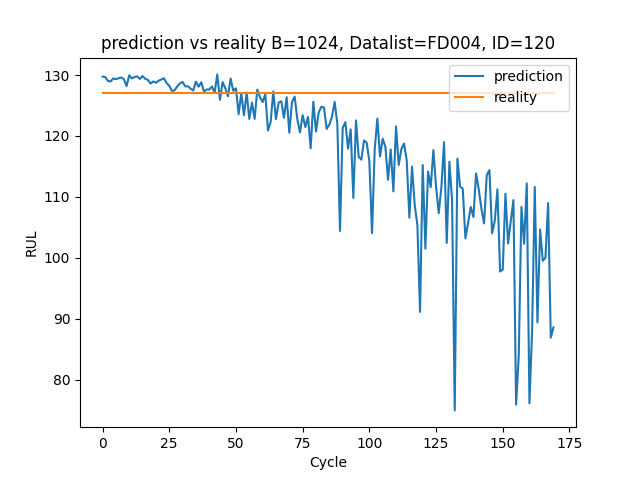 prediction vs reality B=1024, Datalist=FD004, ID=120
prediction
reality
130
120
110
100
90
80
RUL
0 25 50 75 100 125 150 175
Cycle